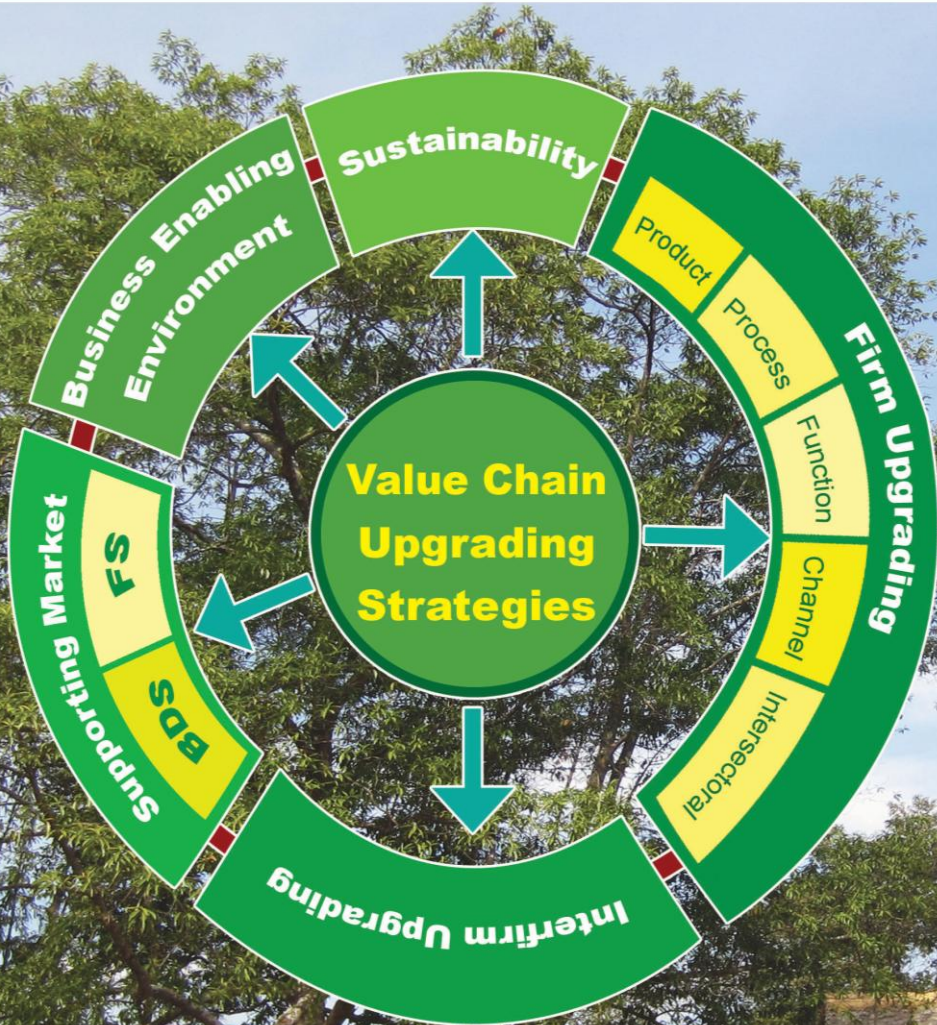 Value Chain
Upgrading
Strategies
Sustainability
Firm Upgrading
Product
Process
Function
Channel
Intersectoral
Interfirm Upgrading
Supporting Market
FS
BDS
Business Enabling
Environment